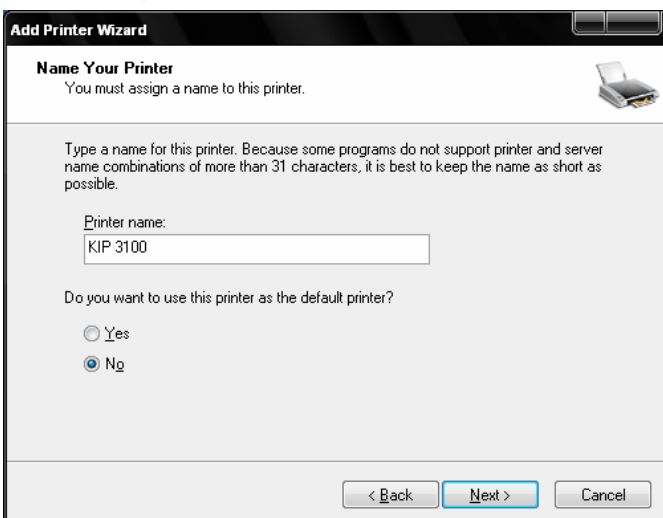 Add Printer Wizard
Name Your Printer
You must assign a name to this printer.
Type a name for this printer. Because some programs do not support printer and server
name combinations of more than 31 characters, it is best to keep the name as short as
possible.
Printer name:
KIP 3100
Do you want to use this printer as the default printer?
Yes
No
< Back Next > Cancel